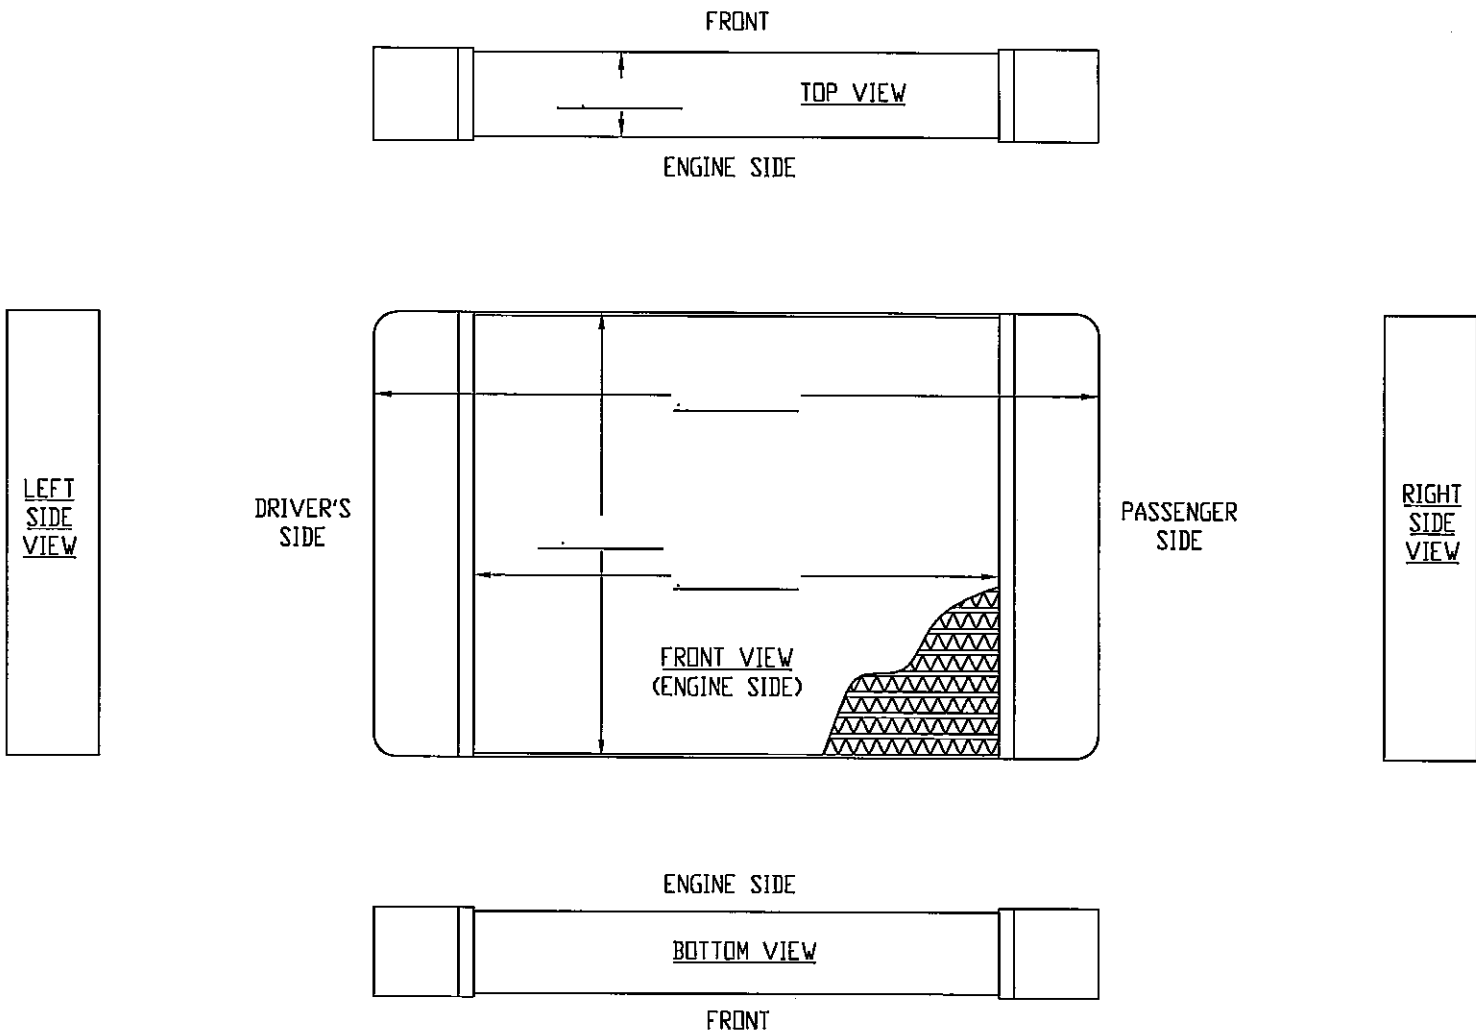 FRONT
TOP VIEW
ENGINE SIDE
LEFT
SIDE
VIEW
DRIVER'S
SIDE
PASSENGER
SIDE
RIGHT
SIDE
VIEW
FRONT VIEW
(ENGINE SIDE)
ENGINE SIDE
BOTTOM VIEW
FRONT